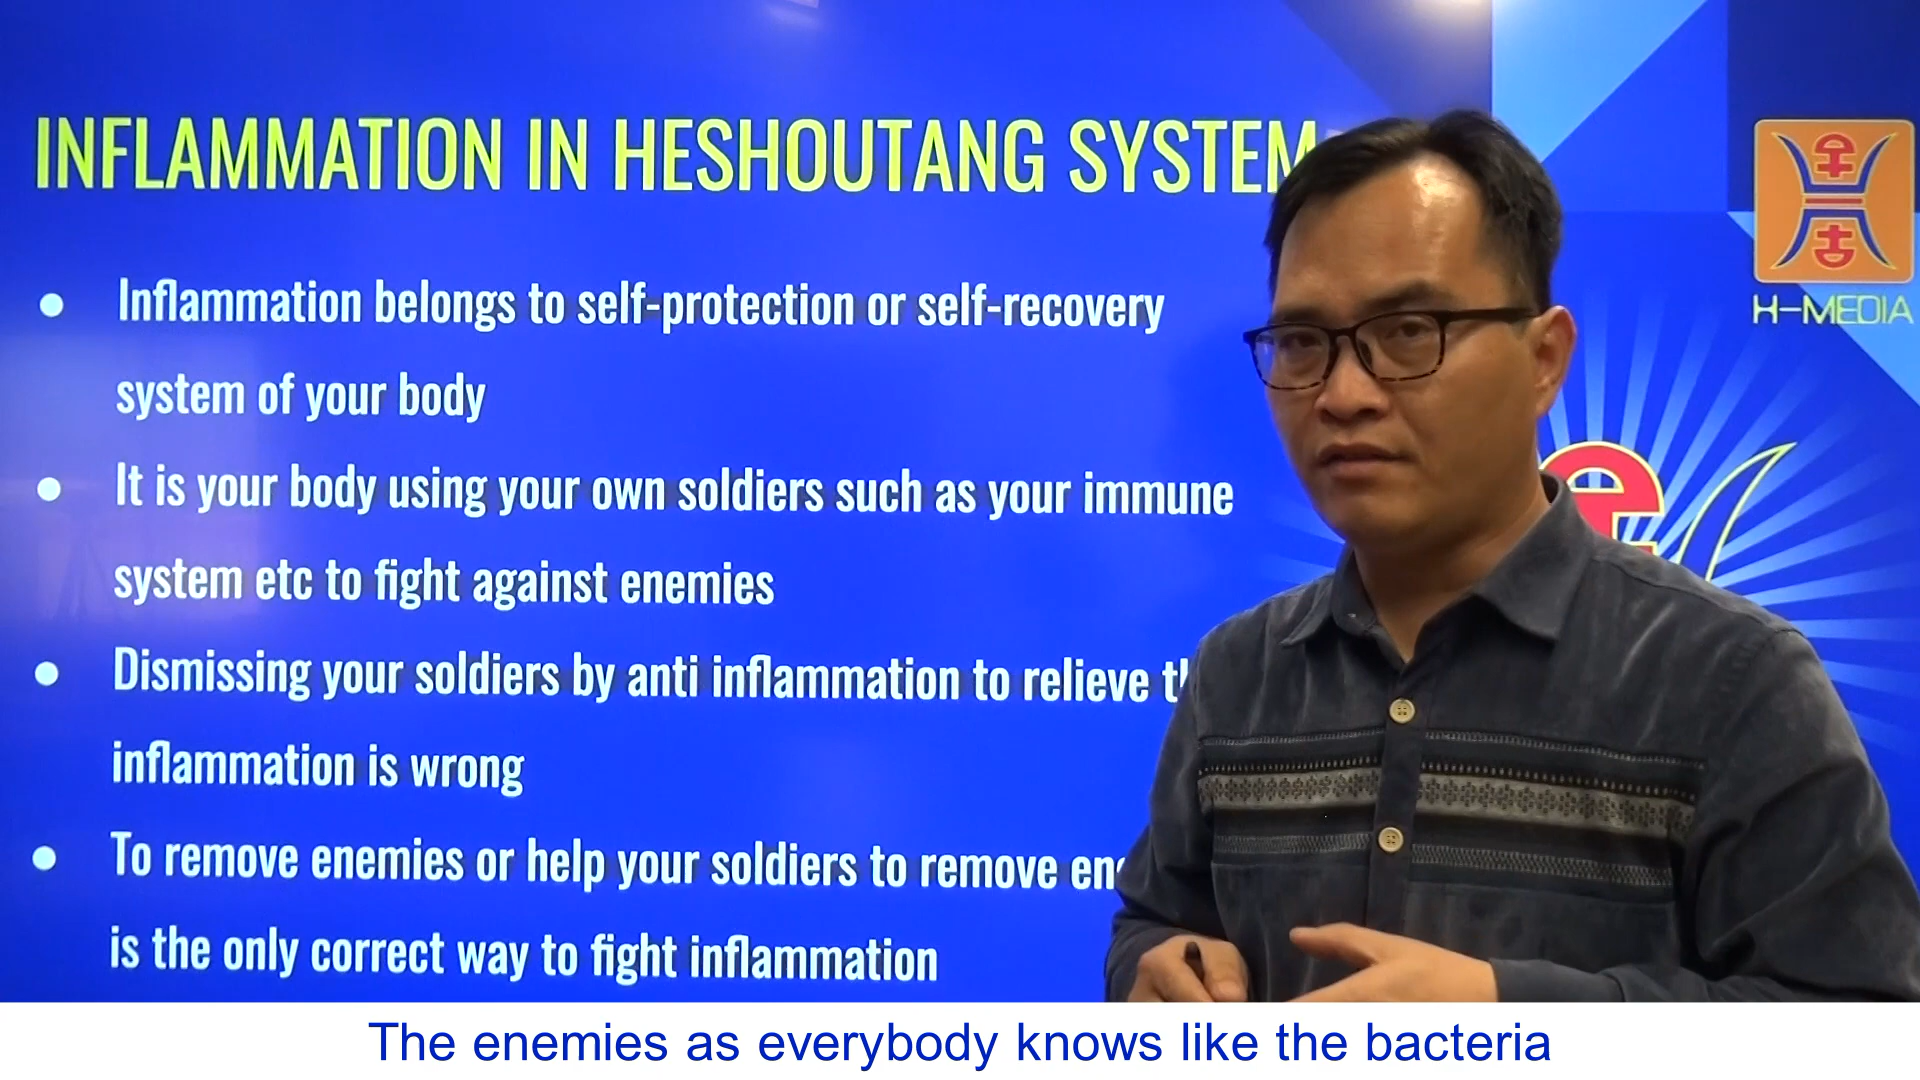 INFLAMMATION IN HESHOUTANG SYSTEM
H-MEDIA
● Inflammation belongs to self-protection or self-recovery
system of your body
● It is your body using your own soldiers such as your immune
system etc to fight against enemies
● Dismissing your soldiers by anti inflammation to relieve
inflammation is wrong
● To remove enemies or help your soldiers to remove
is the only correct way to fight inflammation
The enemies as everybody knows like the bacteria